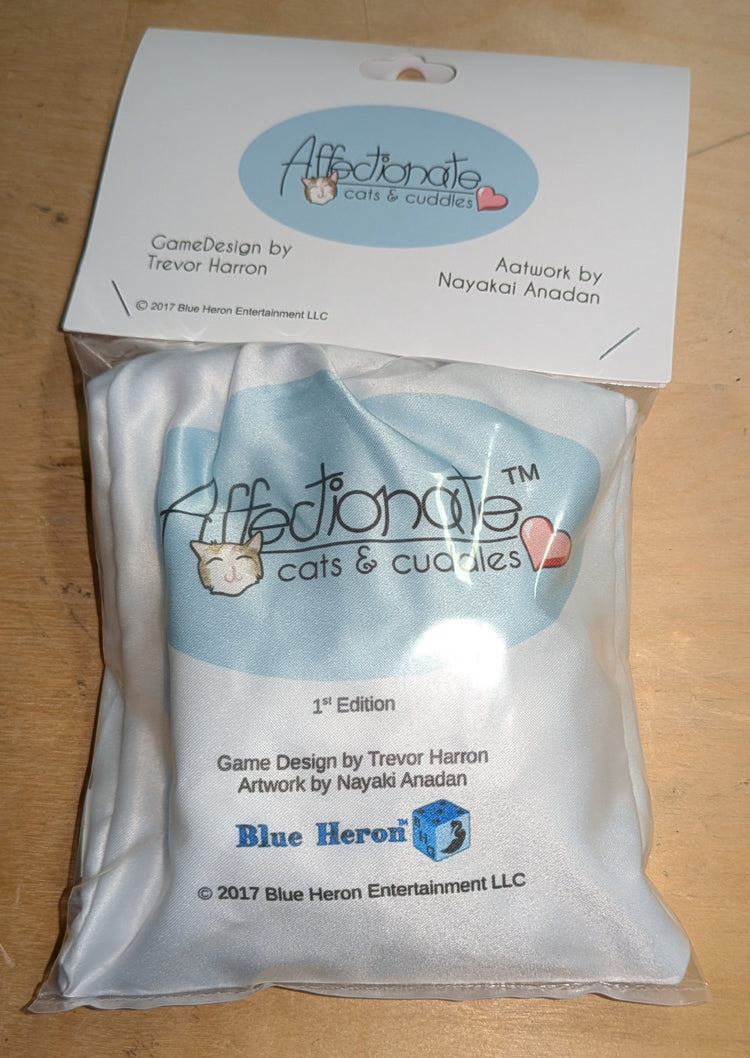 Affectionate
cats & cuddles
GameDesign by
Trevor Harron
Aatwork by
Nayakai Anadan
© 2017 Blue Heron Entertainment LLC
Affectionate™
cats & cuddles
1st Edition
Game Design by Trevor Harron
Artwork by Nayaki Anadan
Blue Heron™
© 2017 Blue Heron Entertainment LLC